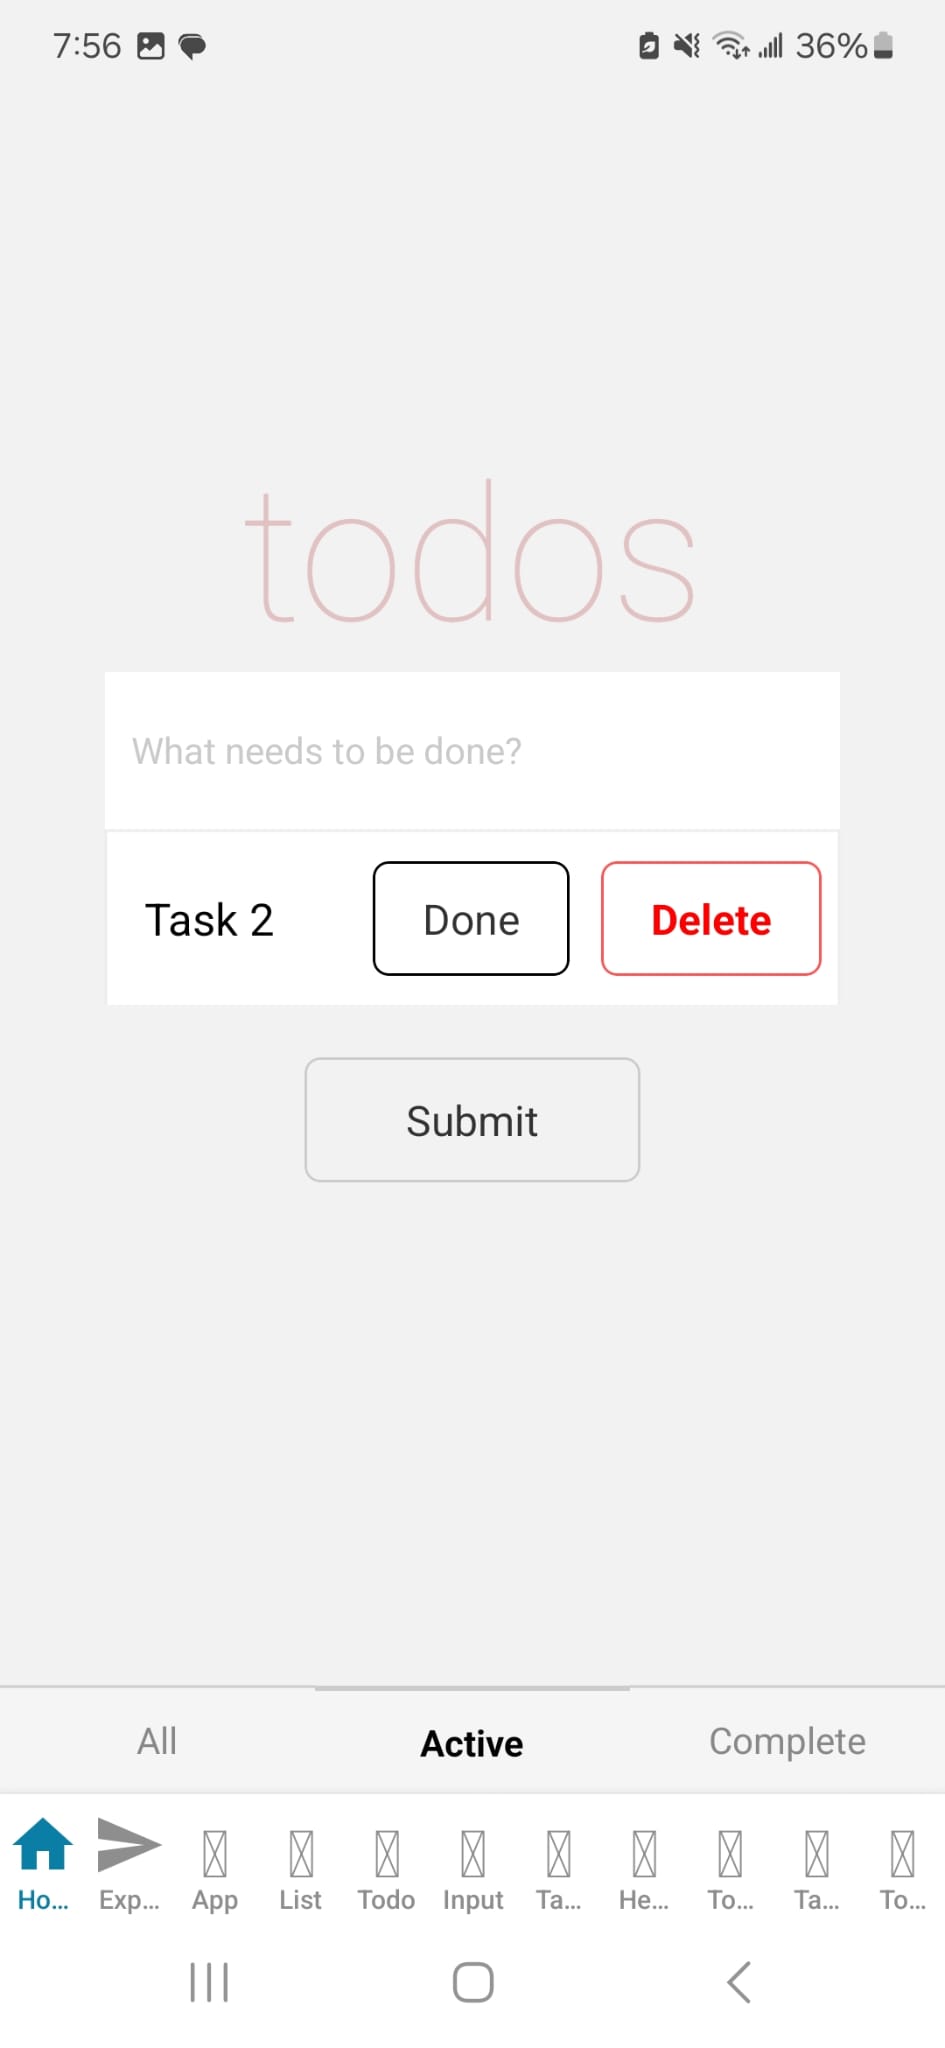 7:56 36%
todos
What needs to be done?
Task 2 Done Delete
Submit
All Active Complete
Ho... Exp... App List Todo Input Ta... He... To... Ta... To...